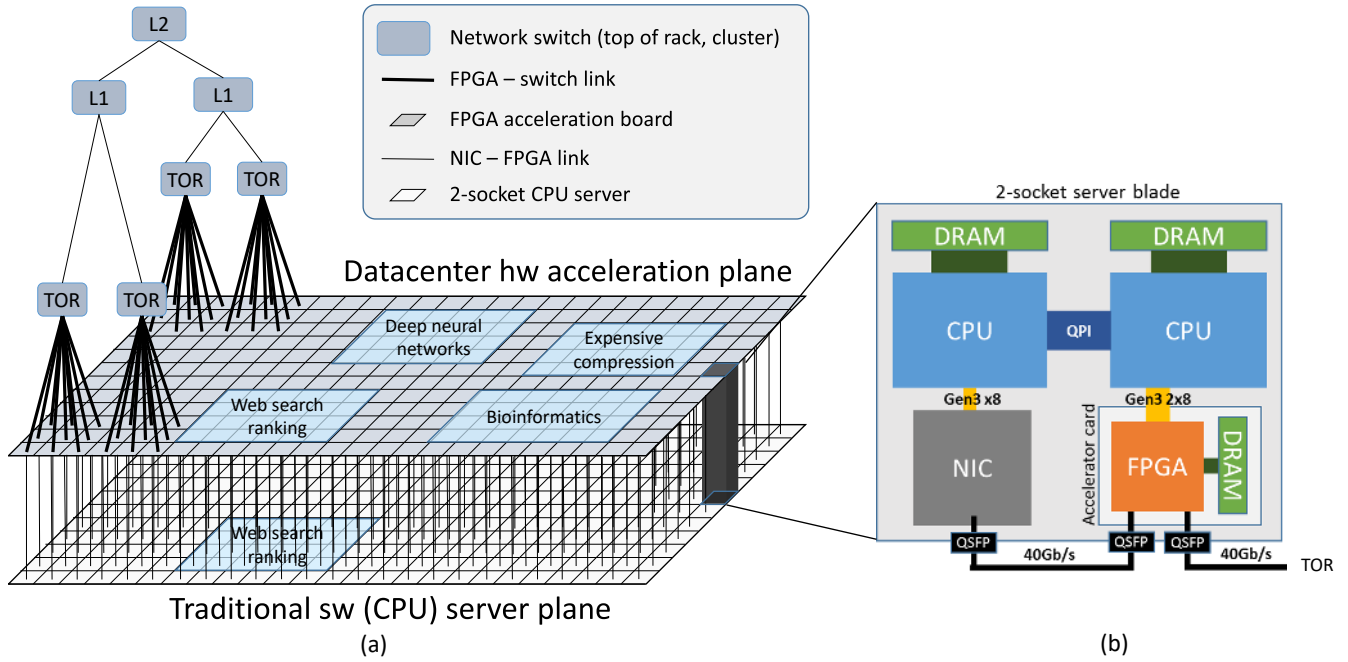 L2
L1
L1
TOR
TOR
TOR
TOR
Network switch (top of rack, cluster)
FPGA – switch link
FPGA acceleration board
NIC – FPGA link
2-socket CPU server
Datacenter hw acceleration plane
Deep neural
networks
Expensive
compression
Web search
ranking
Bioinformatics
Web search
ranking
Traditional sw (CPU) server plane
(a)
2-socket server blade
DRAM
DRAM
CPU
QPI
CPU
Gen3 x8
Gen3 2x8
NIC
Accelerator card
FPGA
DRAM
QSFP
QSFP
QSFP
40Gb/s
40Gb/s
TOR
(b)